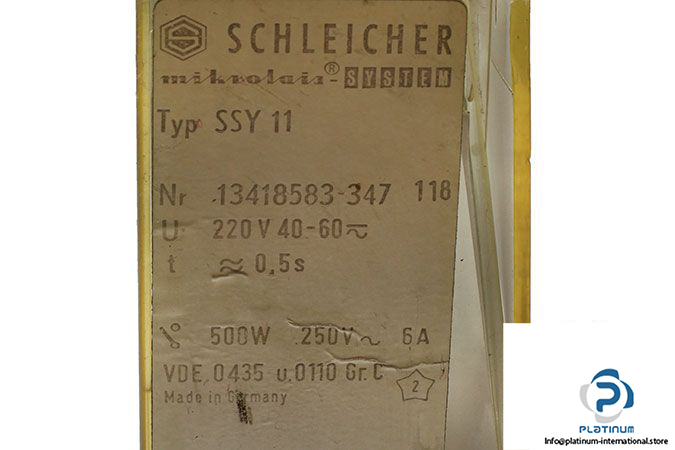 S SCHLEICHER
mikrolais®-SYSTEM
Typ SSY 11
Nr 13418583-347 118
U 220 V 40-60 ≂
t ≈ 0,5s
500W 250V ~ 6A
VDE 0435 u. 0110 Gr. C 2
Made in Germany
PLATINUM
Info@platinum-international.store